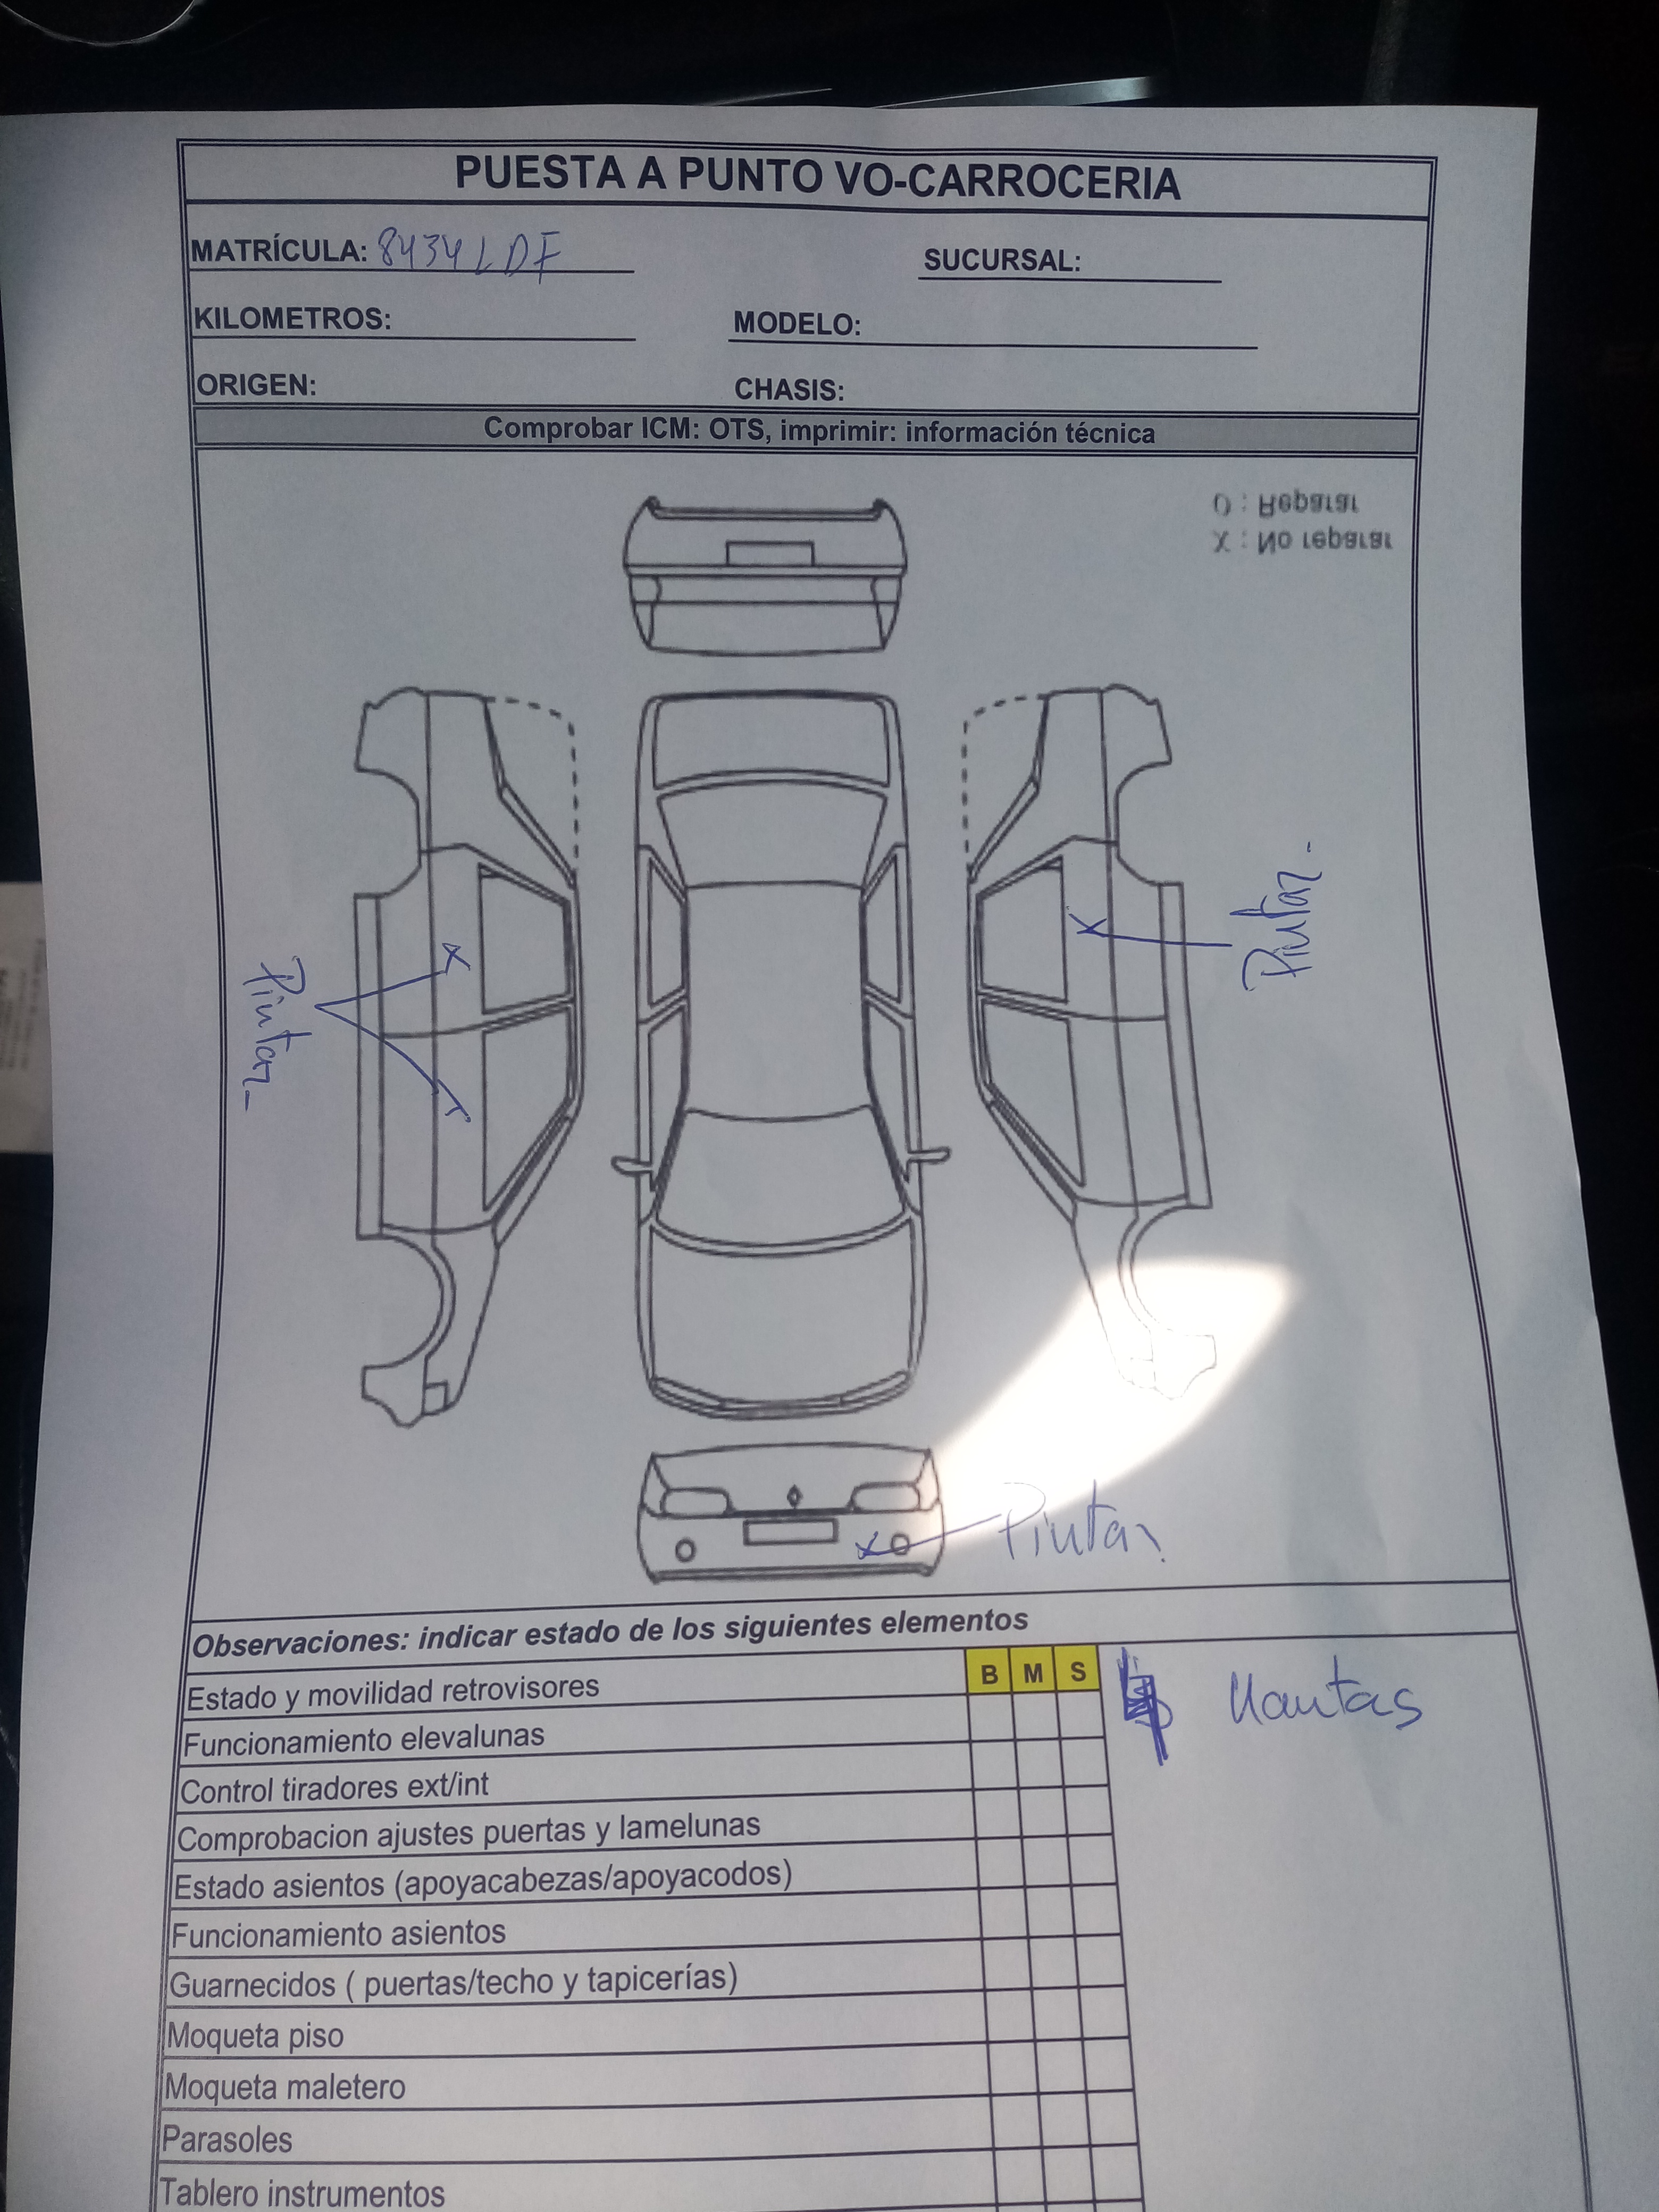 PUESTA A PUNTO VO-CARROCERIA
MATRÍCULA: 8434LDF
SUCURSAL:
KILOMETROS:
MODELO:
ORIGEN:
CHASIS:
Comprobar ICM: OTS, imprimir: información técnica
O : Reparar
X : No reparar
Pintar -
Pintar -
Pintar
Observaciones: indicar estado de los siguientes elementos
B M S
Estado y movilidad retrovisores
Funcionamiento elevalunas
Control tiradores ext/int
Comprobacion ajustes puertas y lamelunas
Estado asientos (apoyacabezas/apoyacodos)
Funcionamiento asientos
Guarnecidos ( puertas/techo y tapicerías)
Moqueta piso
Moqueta maletero
Parasoles
Tablero instrumentos